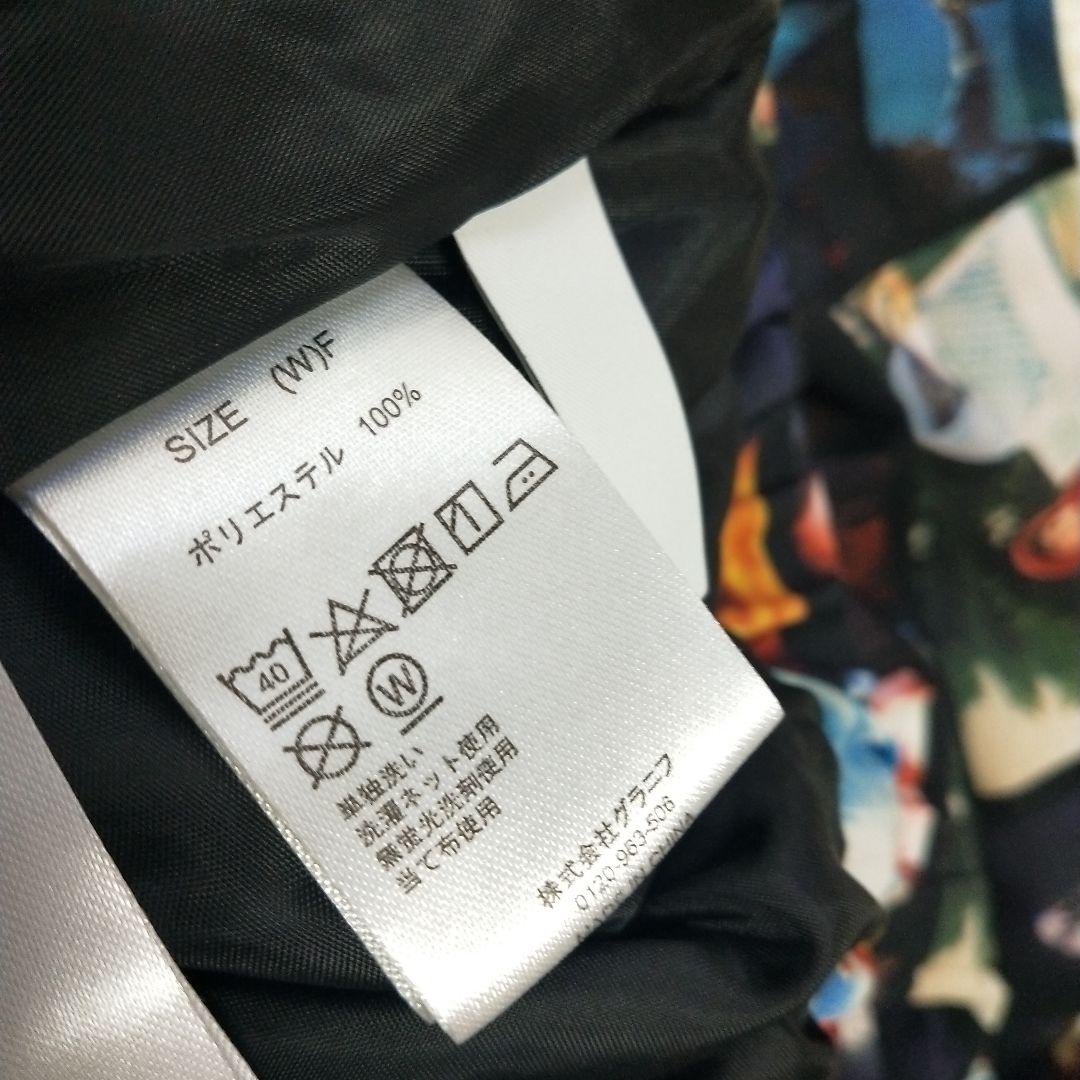 SIZE (W)F
ポリエステル 100%
40
W
単独洗い
洗濯ネット使用
無蛍光洗剤使用
当て布使用
株式会社グラニフ
0120-963-506
CHINA